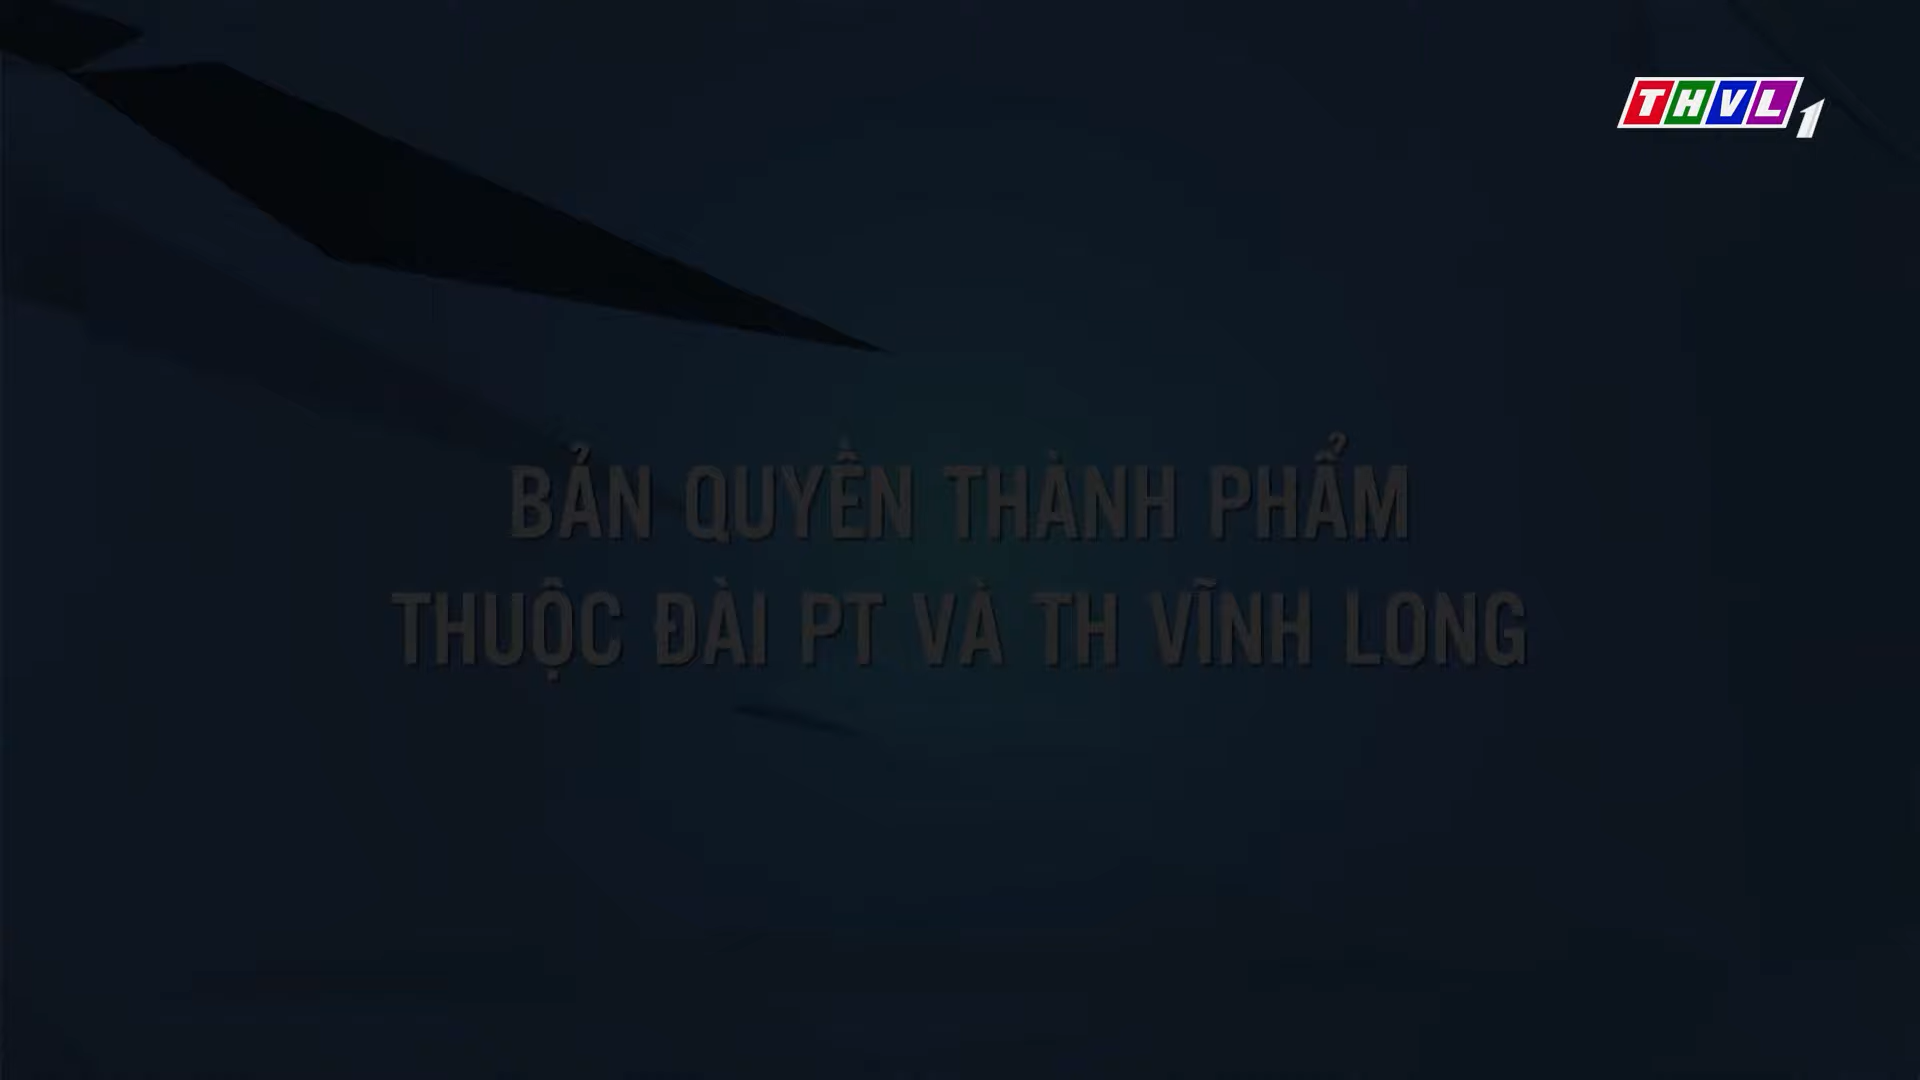 THVL1
BẢN QUYỀN THÀNH PHẨM
THUỘC ĐÀI PT VÀ TH VĨNH LONG